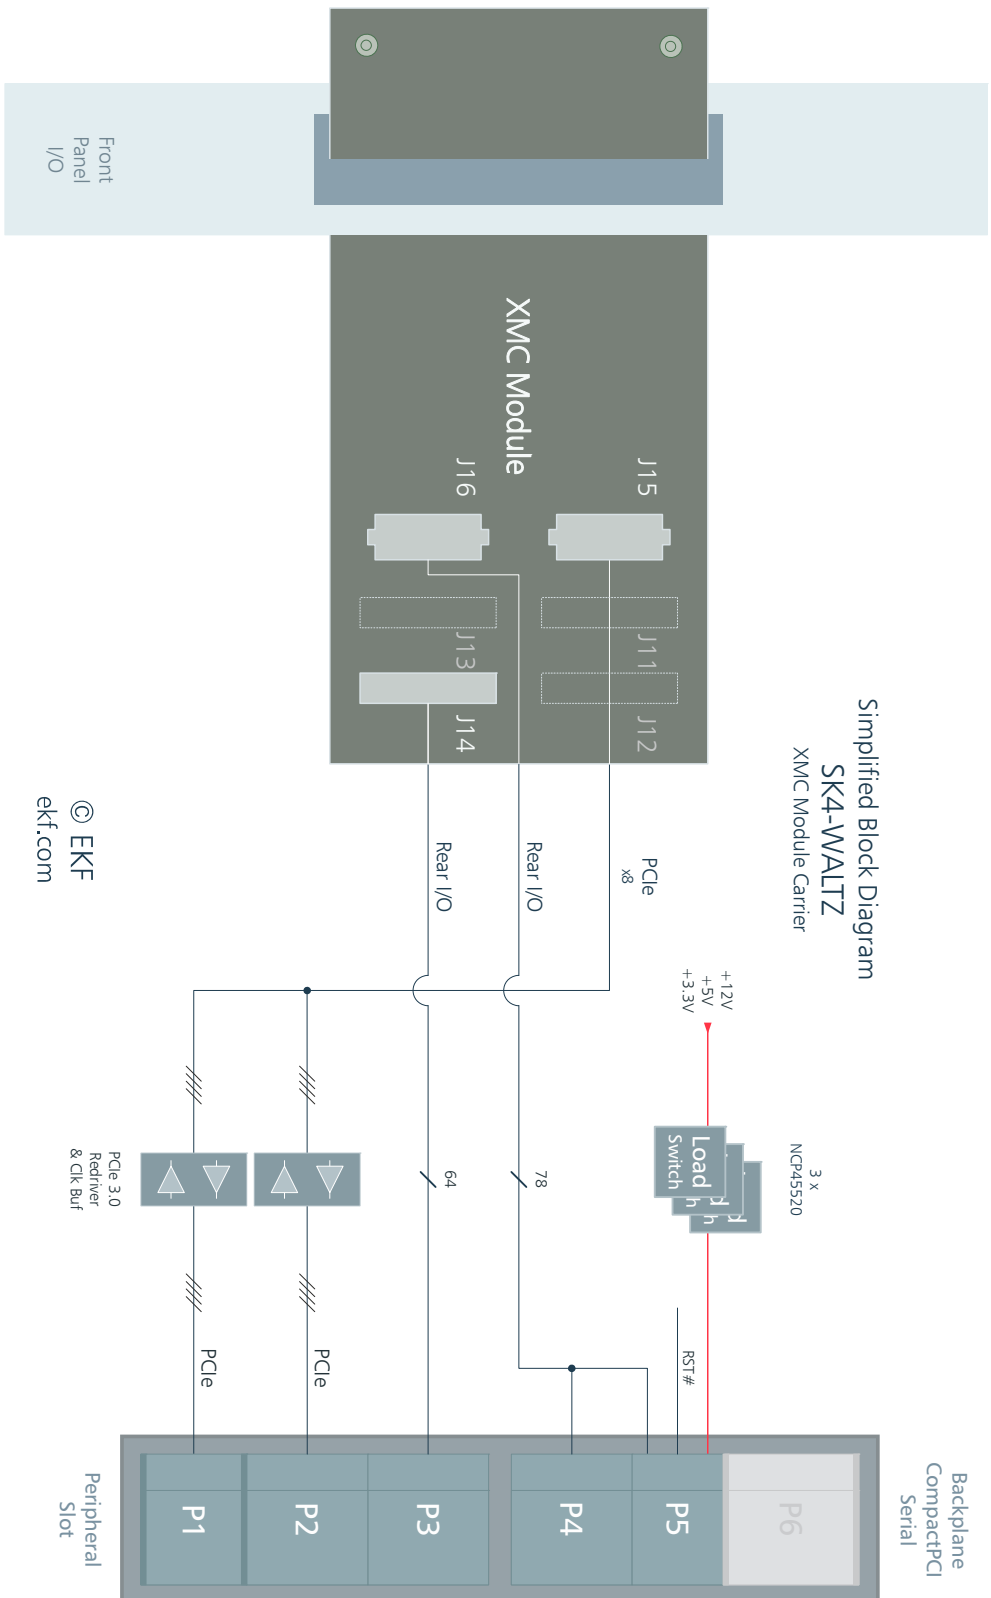 Simplified Block Diagram
SK4-WALTZ
XMC Module Carrier
Front
Panel
I/O
XMC Module
J15
J16
J11
J13
J12
J14
PCIe
x8
Rear I/O
Rear I/O
+12V
+5V
+3.3V
3 x
NCP45520
Load
Switch
d
h
d
h
78
64
PCIe 3.0
Redriver
& Clk Buf
RST#
PCIe
PCIe
Backplane
CompactPCI
Serial
P6
P5
P4
P3
P2
P1
Peripheral
Slot
© EKF
ekf.com